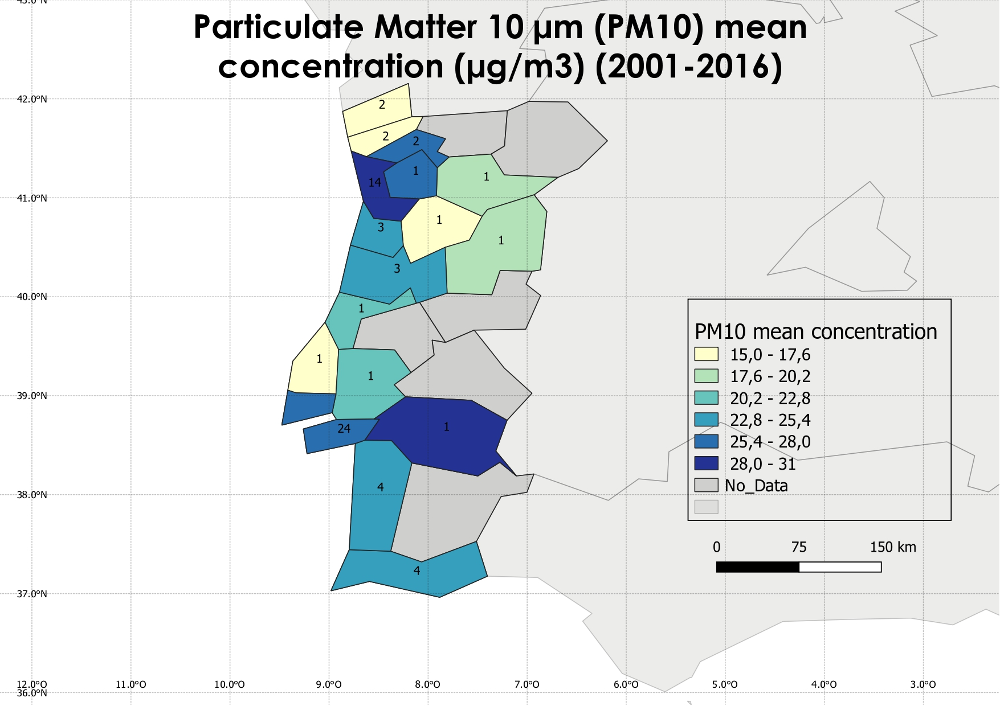 43.0°N
Particulate Matter 10 µm (PM10) mean
concentration (µg/m3) (2001-2016)
42.0°N
2
2
2
1
1
14
41.0°N
1
3
1
3
40.0°N
1
1
1
39.0°N
24
1
4
38.0°N
4
37.0°N
PM10 mean concentration
15,0 - 17,6
17,6 - 20,2
20,2 - 22,8
22,8 - 25,4
25,4 - 28,0
28,0 - 31
No_Data
0 75 150 km
12.0°O 11.0°O 10.0°O 9.0°O 8.0°O 7.0°O 6.0°O 5.0°O 4.0°O 3.0°O
36.0°N